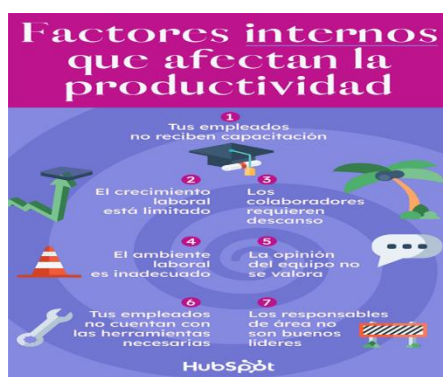 Factores internos
que afectan la
productividad
1
Tus empleados
no reciben capacitación
2
El crecimiento
laboral
está limitado
3
Los
colaboradores
requieren
descanso
4
El ambiente
laboral
es inadecuado
5
La opinión
del equipo no
se valora
6
Tus empleados
no cuentan con
las herramientas
necesarias
7
Los responsables
de área no
son buenos
líderes
HubSpot